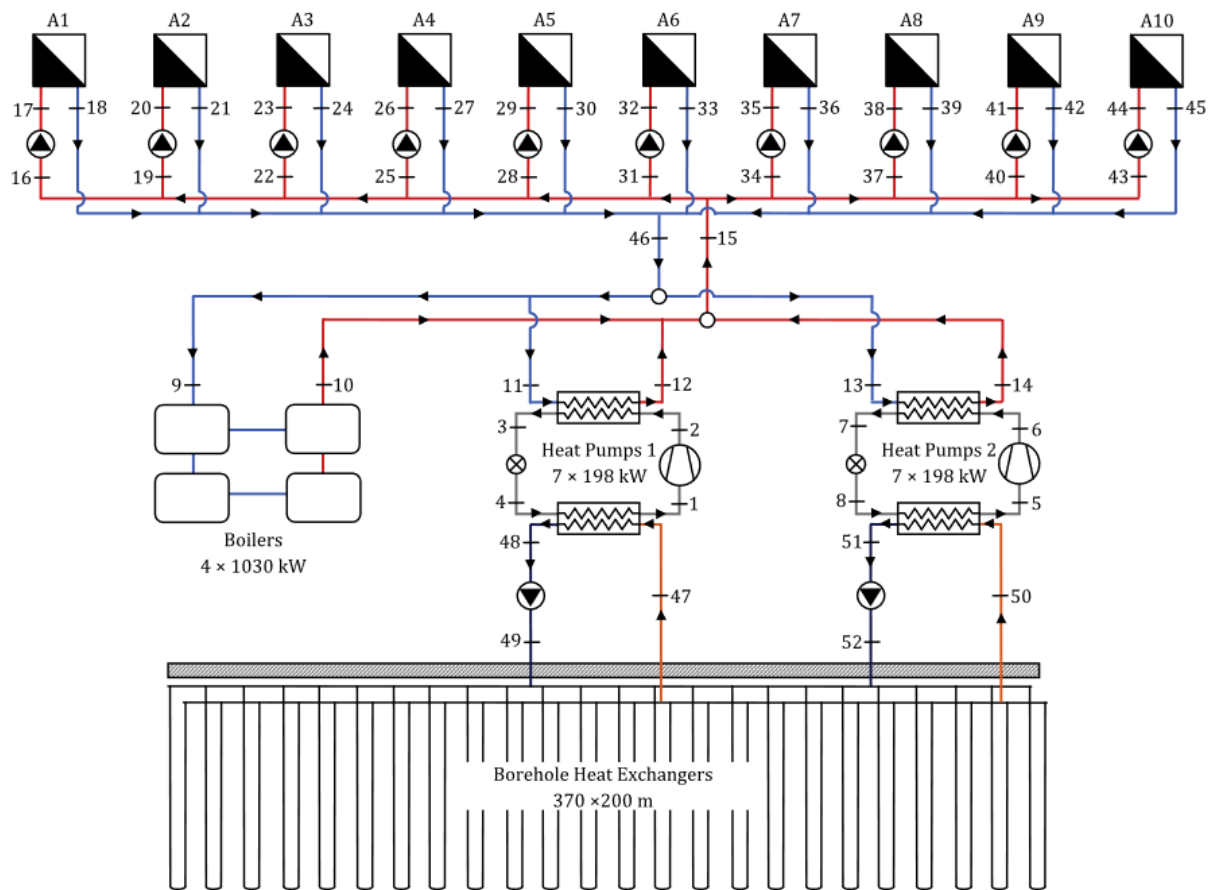 A1 A2 A3 A4 A5 A6 A7 A8 A9 A10
17 18 20 21 23 24 26 27 29 30 32 33 35 36 38 39 41 42 44 45
16 19 22 25 28 31 34 37 40 43
46 15
9 10 11 12 13 14
3 2 7 6
Heat Pumps 1
7 × 198 kW
Heat Pumps 2
7 × 198 kW
4 1 8 5
Boilers
4 × 1030 kW
48 51
47 50
49 52
Borehole Heat Exchangers
370 ×200 m